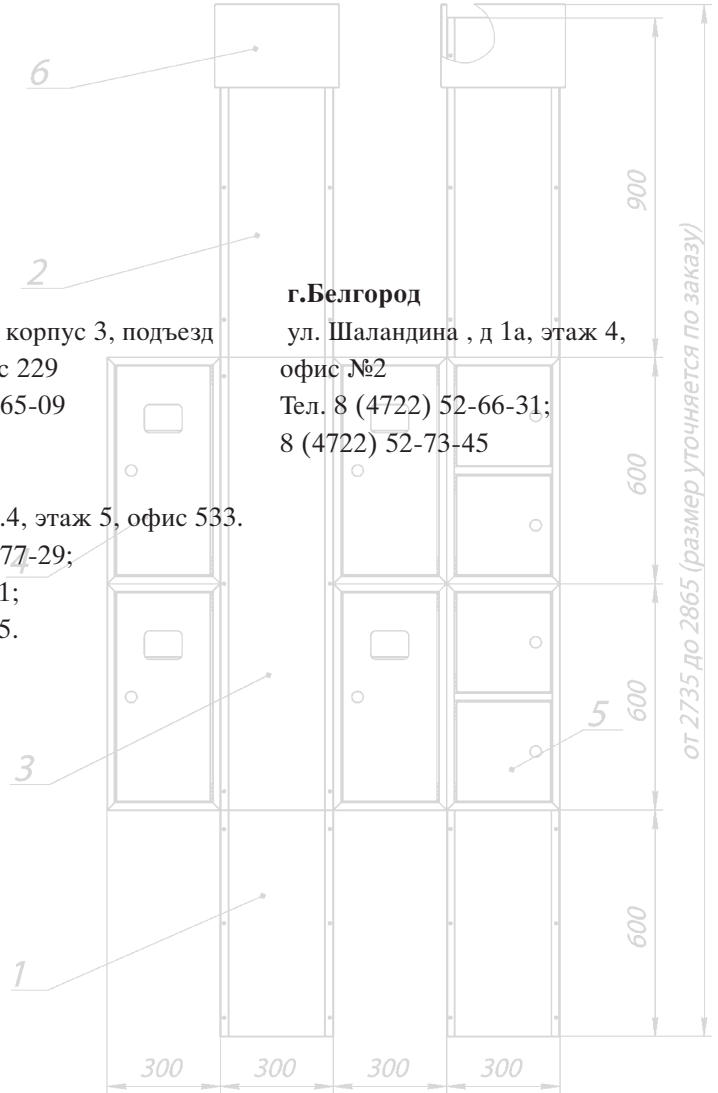 6
900
2
от 2735 до 2865 (размер уточняется по заказу)
корпус 3, подъезд
с 229
65-09
.4, этаж 5, офис 533.
77-29;
1;
5.
г.Белгород
ул. Шаландина , д 1а, этаж 4,
офис №2
Тел. 8 (4722) 52-66-31;
8 (4722) 52-73-45
600
4
600
5
3
600
1
300
300
300
300